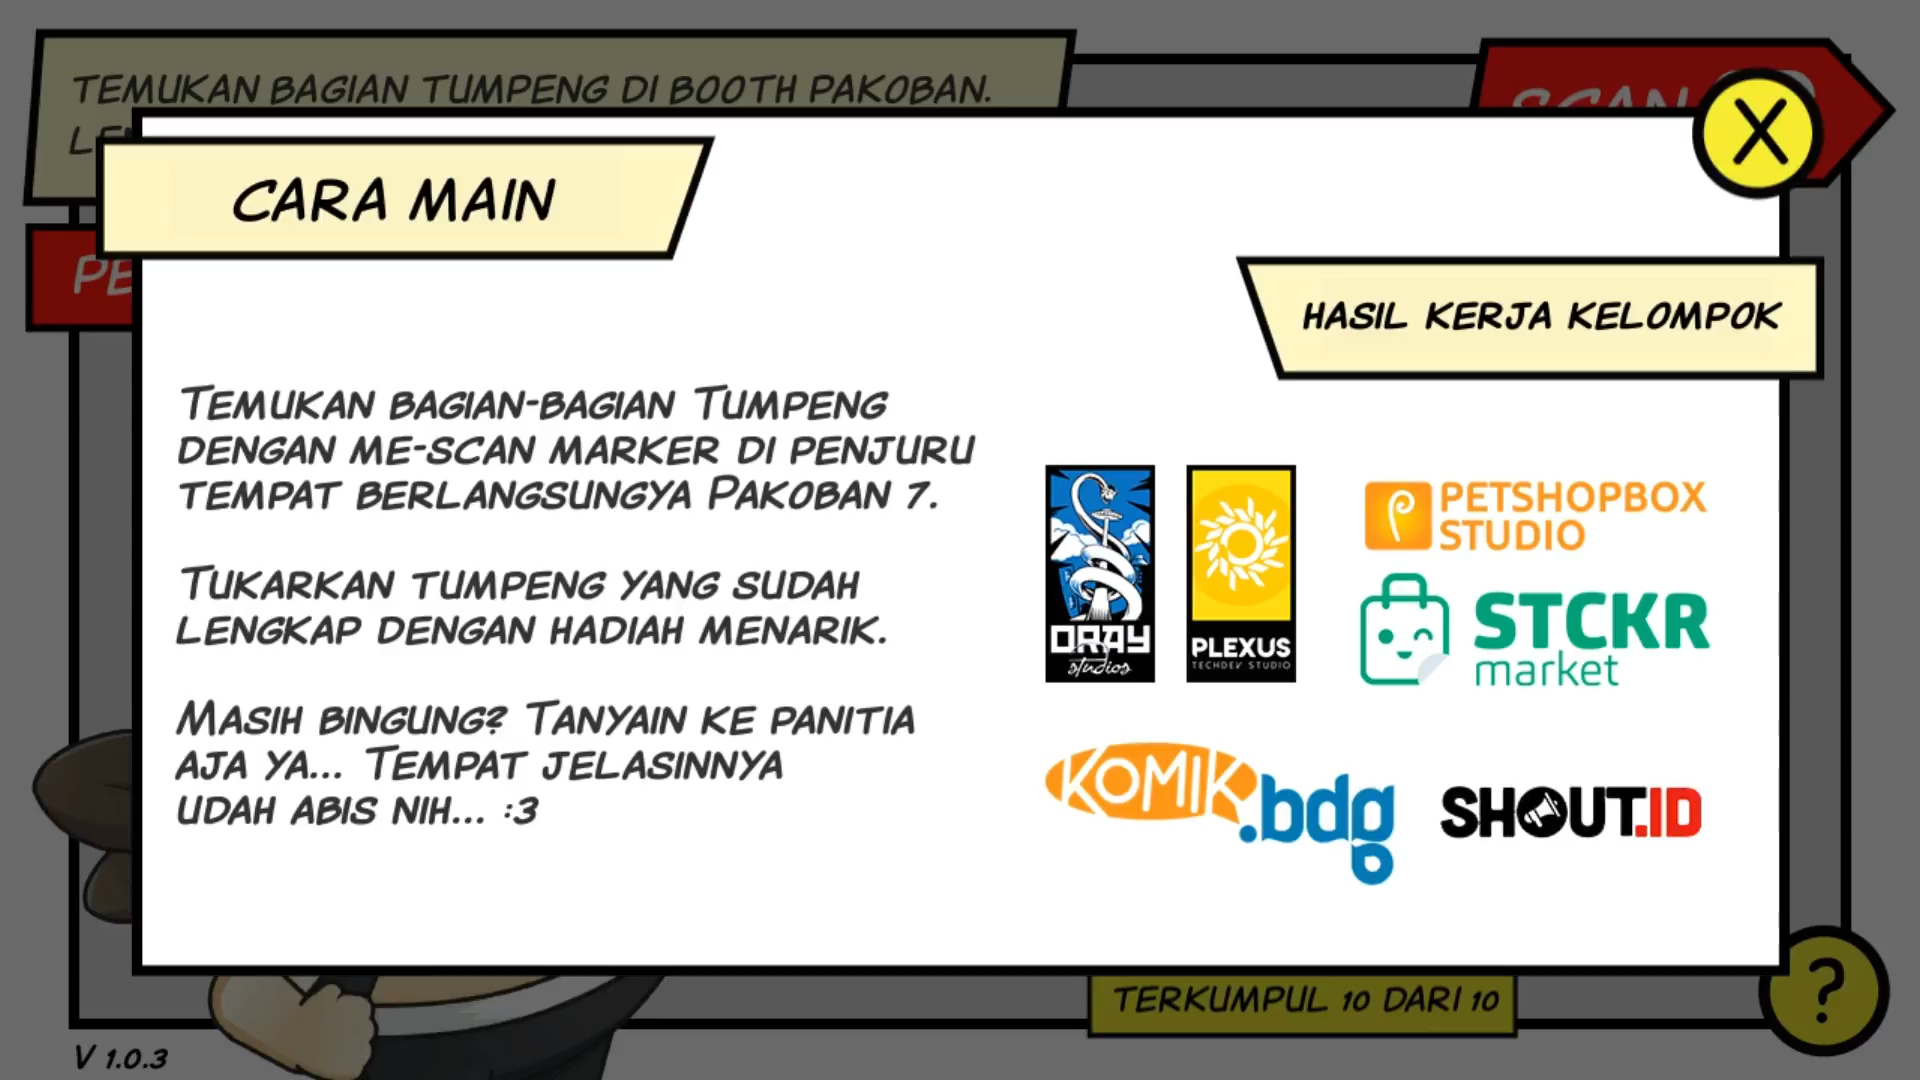 TEMUKAN BAGIAN TUMPENG DI BOOTH PAKOBAN.
CARA MAIN
HASIL KERJA KELOMPOK
TEMUKAN BAGIAN-BAGIAN TUMPENG
DENGAN ME-SCAN MARKER DI PENJURU
TEMPAT BERLANGSUNGYA PAKOBAN 7.
TUKARKAN TUMPENG YANG SUDAH
LENGKAP DENGAN HADIAH MENARIK.
MASIH BINGUNG? TANYAIN KE PANITIA
AJA YA... TEMPAT JELASINNYA
UDAH ABIS NIH... :3
ORAY
studios
PLEXUS
TECHDEV STUDIO
PETSHOPBOX
STUDIO
STCKR
market
KOMIK
.bdg
SHOUT.ID
X
SCAN
TERKUMPUL 10 DARI 10
?
V 1.0.3